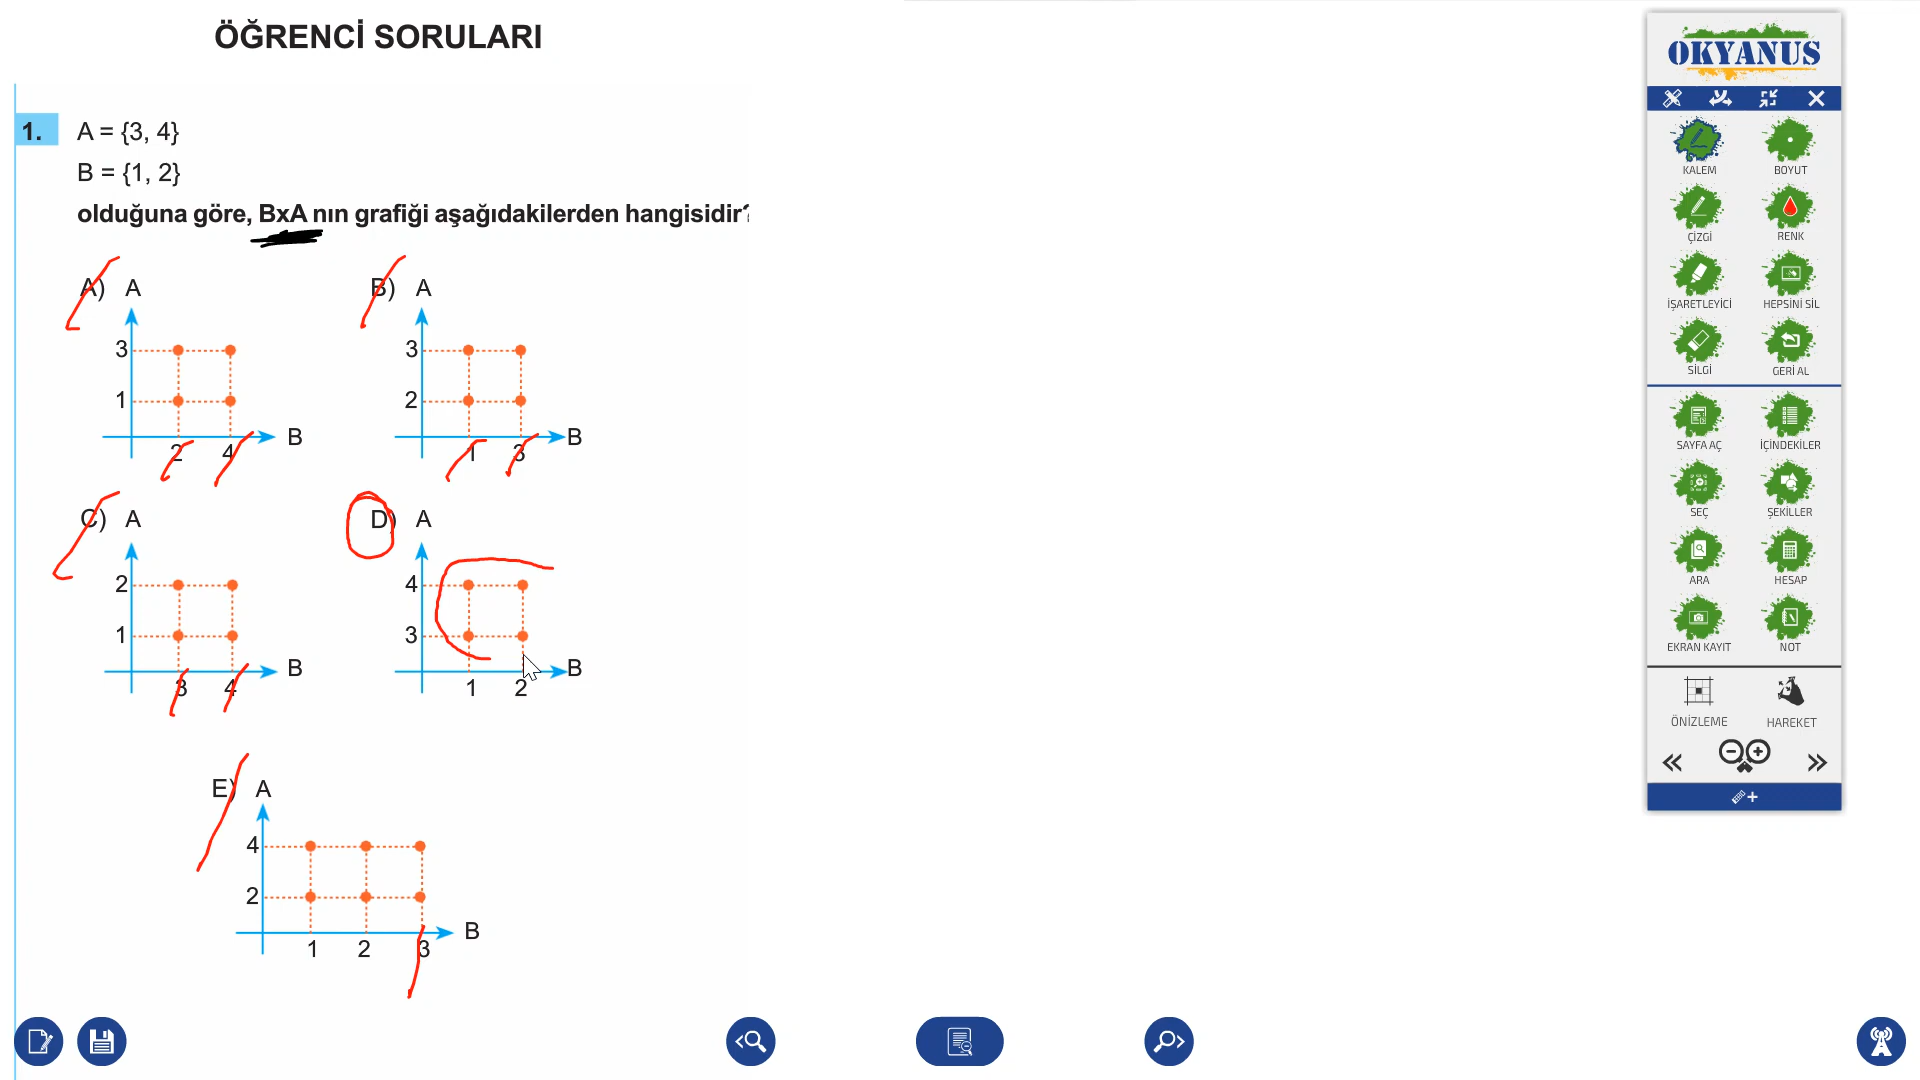 ÖĞRENCİ SORULARI
1. A = {3, 4}
B = {1, 2}
olduğuna göre, BxA nın grafiği aşağıdakilerden hangisidir?
A) A
3
1
2 4 B
B) A
3
2
1 3 B
C) A
2
1
3 4 B
D) A
4
3
1 2 B
E) A
4
2
1 2 3 B
OKYANUS
KALEM BOYUT
ÇİZGİ RENK
İŞARETLEYİCİ HEPSİNİ SİL
SİLGİ GERİ AL
SAYFA AÇ İÇİNDEKİLER
SEÇ ŞEKİLLER
ARA HESAP
EKRAN KAYIT NOT
ÖNİZLEME HAREKET